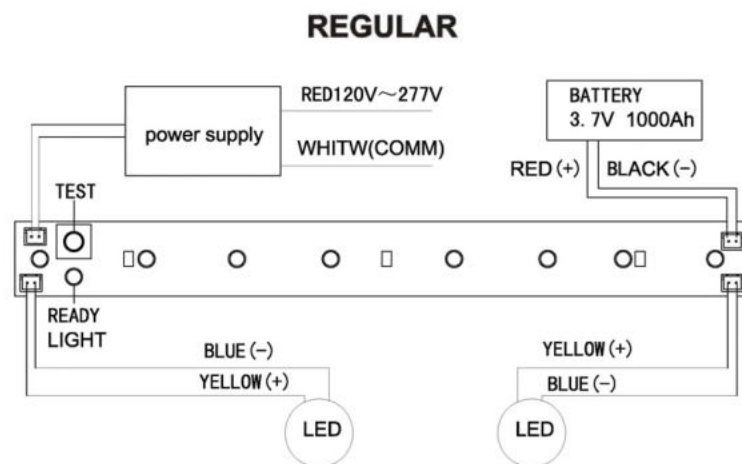 REGULAR
RED120V～277V
power supply
WHITW(COMM)
BATTERY
3. 7V 1000Ah
RED(+)
BLACK(-)
TEST
READY
LIGHT
BLUE(-)
YELLOW(+)
LED
YELLOW(+)
BLUE(-)
LED